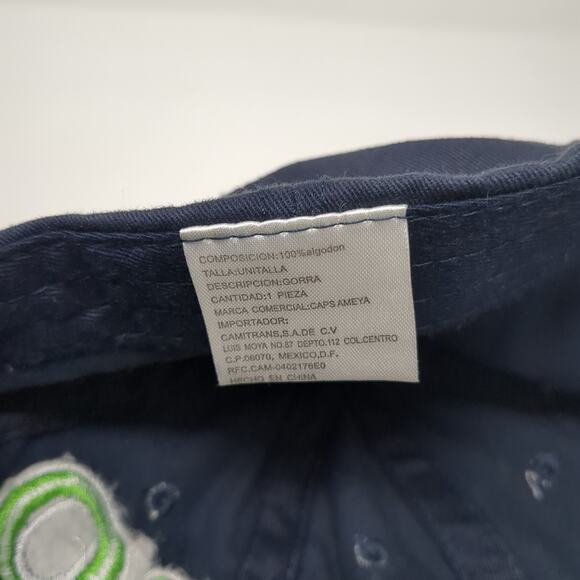 COMPOSICION:100%algodon
TALLA:UNITALLA
DESCRIPCION:GORRA
CANTIDAD:1 PIEZA
MARCA COMERCIAL:CAPS AMEYA
IMPORTADOR:
CAMITRANS,S.A.DE C.V
LUIS MOYA NO.87 DEPTO.112 COL.CENTRO
C.P.06070, MEXICO,D.F.
RFC.CAM-0402176E0
HECHO EN CHINA